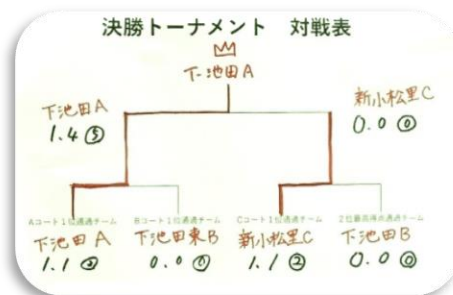 決勝トーナメント 対戦表
下池田A
下池田A
1.4 ⑤
新小松里C
0.0 ⓪
Aコート1位通過チーム
Bコート1位通過チーム
Cコート1位通過チーム
2位最高得点通過チーム
下池田A
下池田東B
新小松里C
下池田B
1.1
0.0 ⓪
1.1 ②
0.0 ⓪